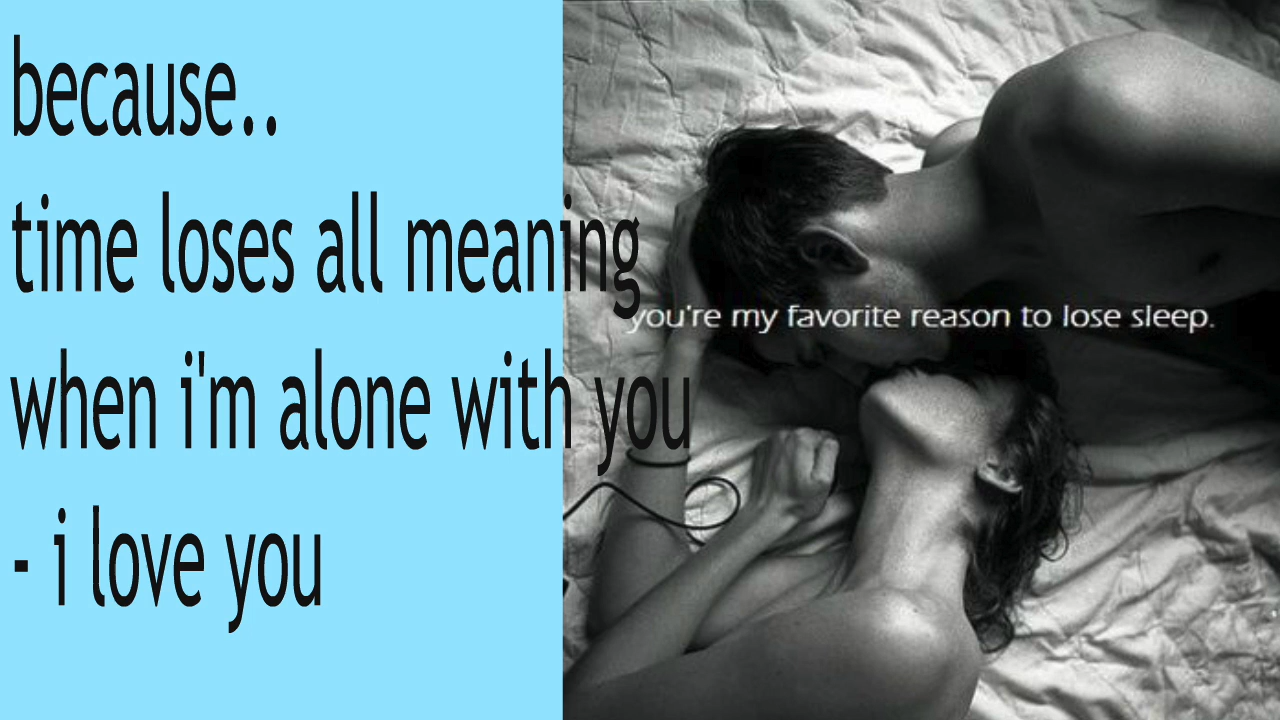 because..
time loses all meaning
when i'm alone with you
- i love you
you're my favorite reason to lose sleep.